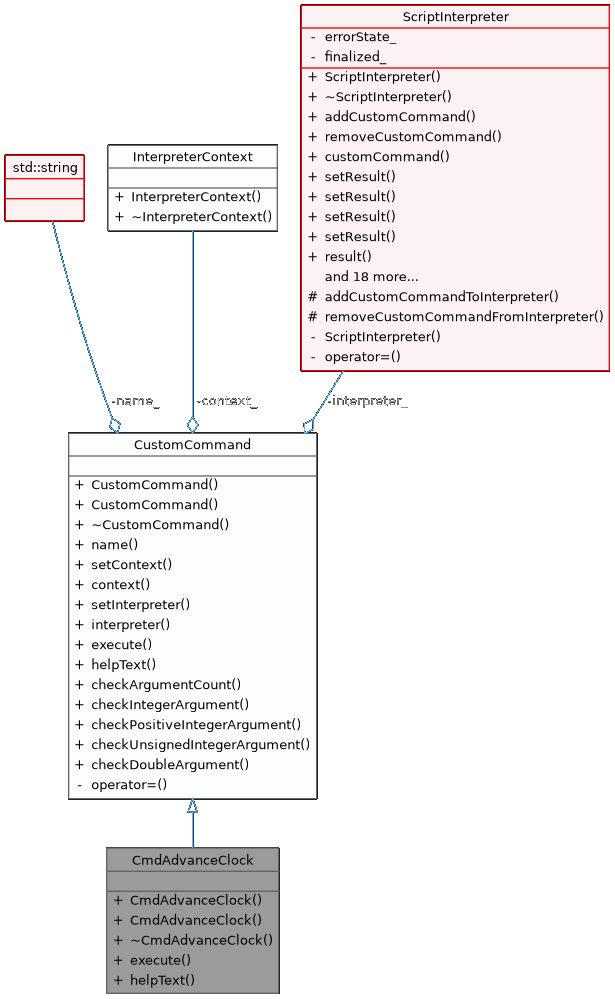 ScriptInterpreter
- errorState_
- finalized_
+ ScriptInterpreter()
+ ~ScriptInterpreter()
+ addCustomCommand()
+ removeCustomCommand()
+ customCommand()
+ setResult()
+ setResult()
+ setResult()
+ setResult()
+ result()
and 18 more...
# addCustomCommandToInterpreter()
# removeCustomCommandFromInterpreter()
- ScriptInterpreter()
- operator=()
std::string
InterpreterContext
+ InterpreterContext()
+ ~InterpreterContext()
-name_
-context_
-interpreter_
CustomCommand
+ CustomCommand()
+ CustomCommand()
+ ~CustomCommand()
+ name()
+ setContext()
+ context()
+ setInterpreter()
+ interpreter()
+ execute()
+ helpText()
+ checkArgumentCount()
+ checkIntegerArgument()
+ checkPositiveIntegerArgument()
+ checkUnsignedIntegerArgument()
+ checkDoubleArgument()
- operator=()
CmdAdvanceClock
+ CmdAdvanceClock()
+ CmdAdvanceClock()
+ ~CmdAdvanceClock()
+ execute()
+ helpText()